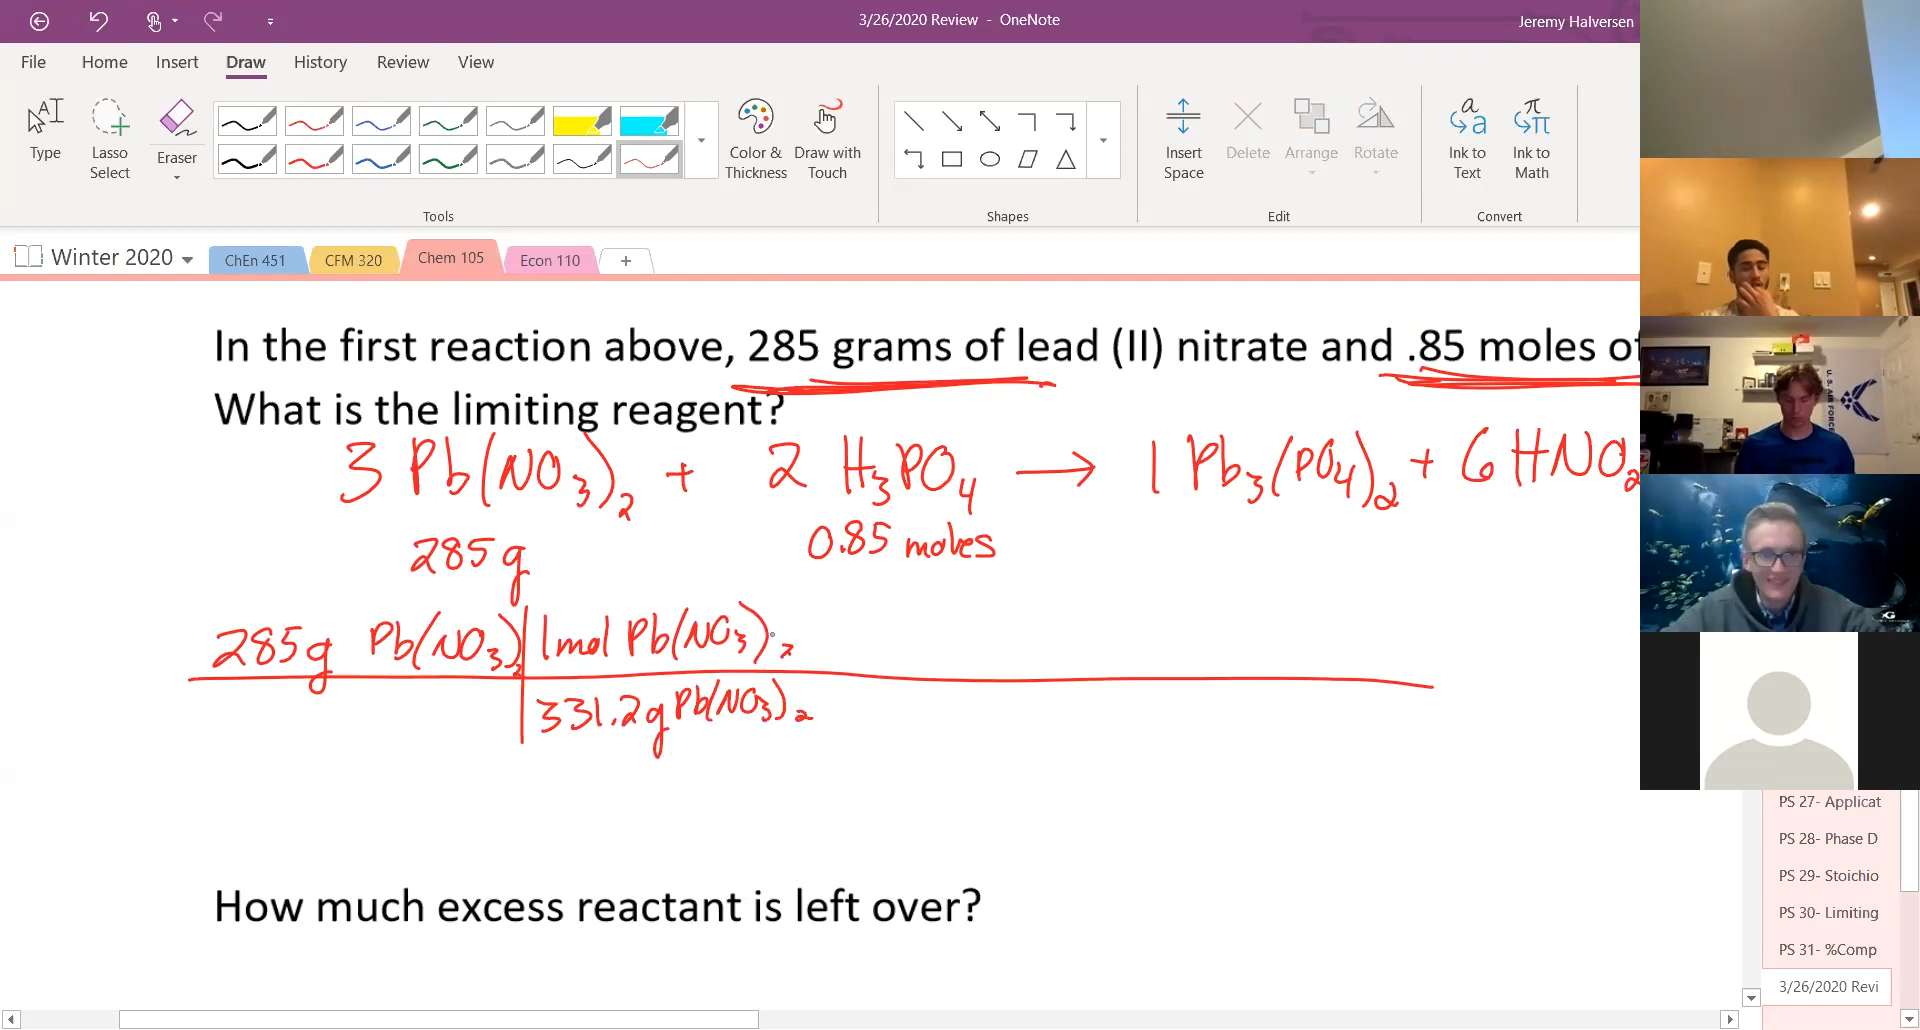 3/26/2020 Review - OneNote
Jeremy Halversen
File Home Insert Draw History Review View
Type Lasso Select Eraser Color & Thickness Draw with Touch Insert Space Delete Arrange Rotate Ink to Text Ink to Math
Tools Shapes Edit Convert
Winter 2020 ChEn 451 CFM 320 Chem 105 Econ 110 +
In the first reaction above, 285 grams of lead (II) nitrate and .85 moles of
What is the limiting reagent?
3 Pb(NO3)2 + 2 H3PO4 → 1 Pb3(PO4)2 + 6 HNO2
285 g 0.85 moles
285g Pb(NO3)2 | 1mol Pb(NO3)2
331.2g Pb(NO3)2
How much excess reactant is left over?
U.S. AIR FORCE
PS 27- Applicat
PS 28- Phase D
PS 29- Stoichio
PS 30- Limiting
PS 31- %Comp
3/26/2020 Revi